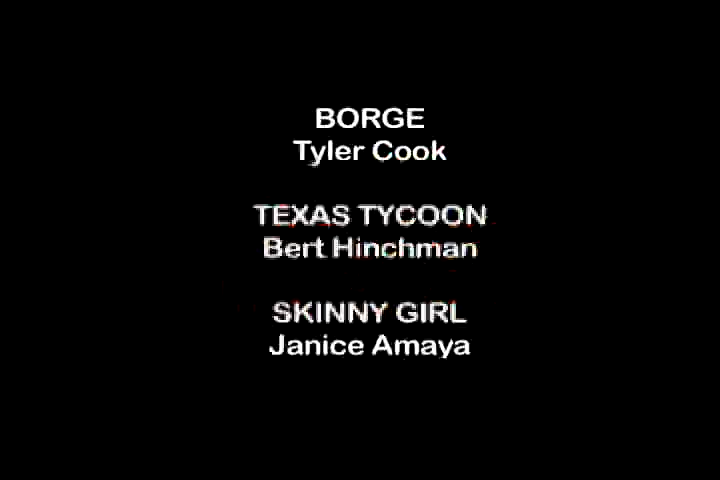 BORGE
Tyler Cook
TEXAS TYCOON
Bert Hinchman
SKINNY GIRL
Janice Amaya